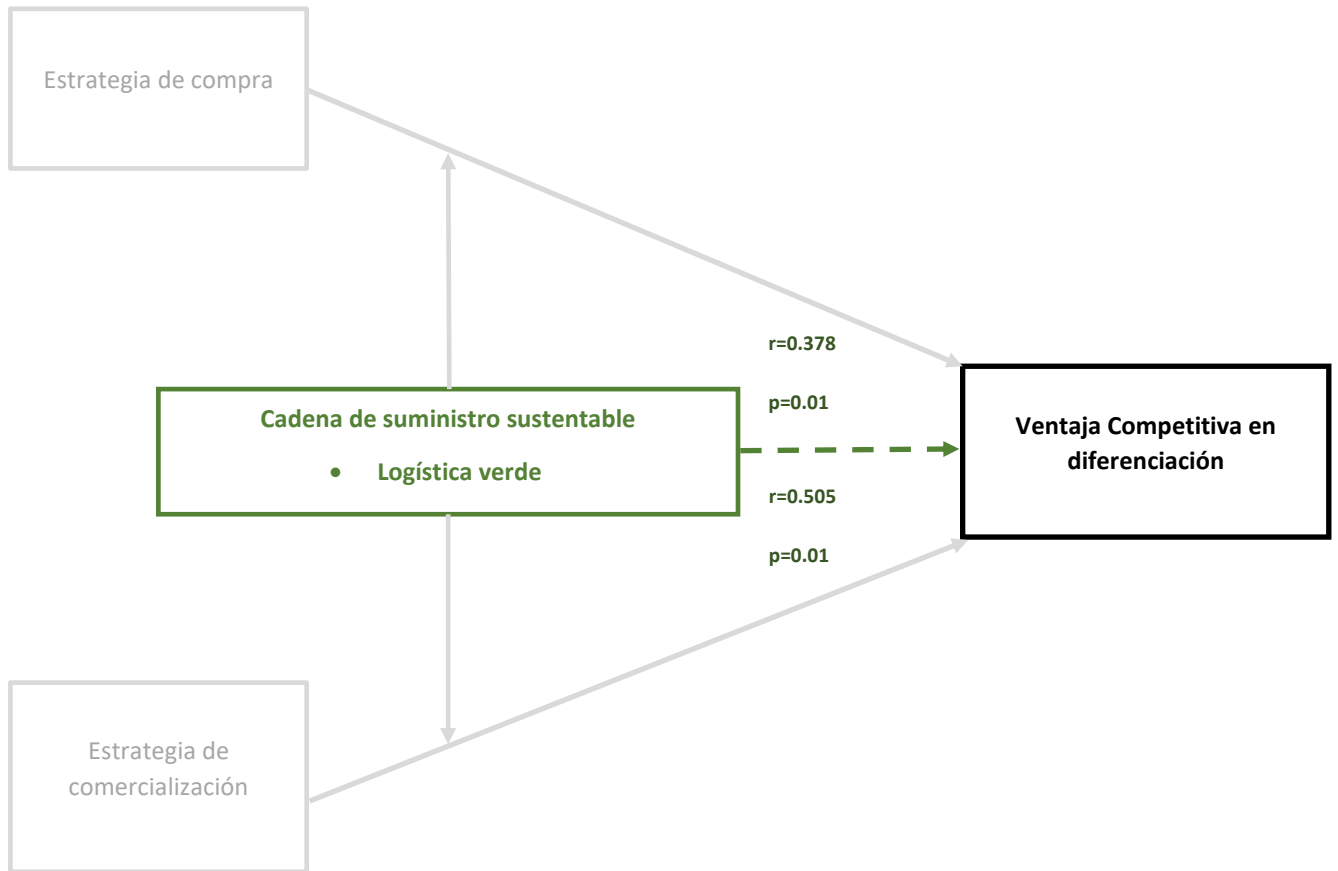 Estrategia de compra
r=0.378
p=0.01
Cadena de suministro sustentable
• Logística verde
Ventaja Competitiva en
diferenciación
r=0.505
p=0.01
Estrategia de
comercialización